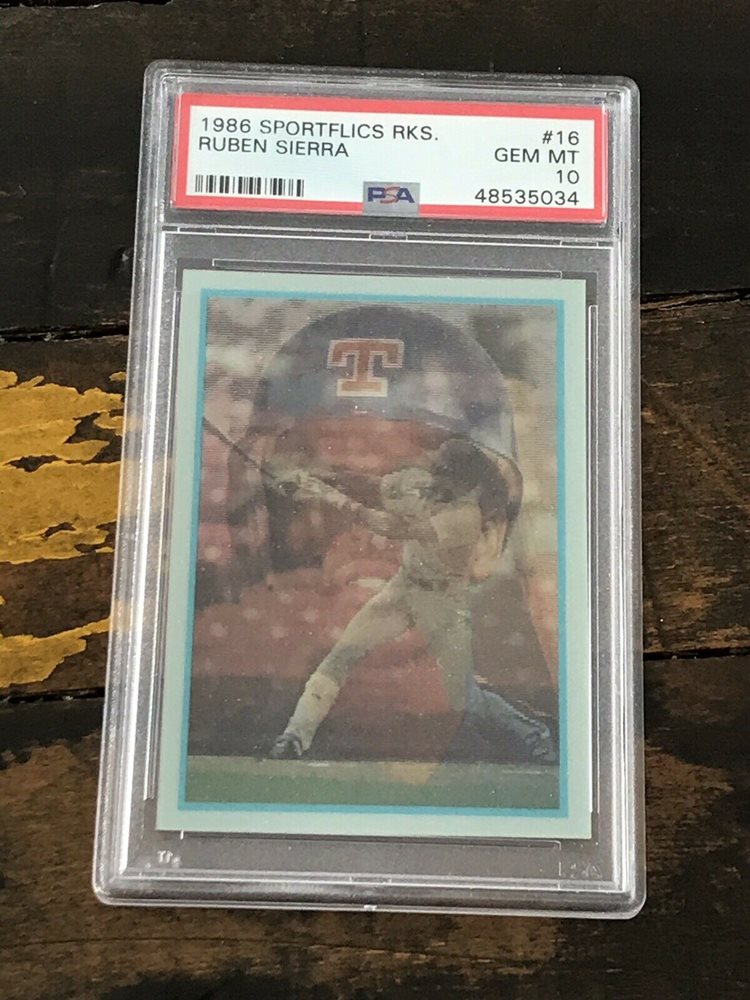 1986 SPORTFLICS RKS.
#16
RUBEN SIERRA
GEM MT
10
PSA
48535034
T